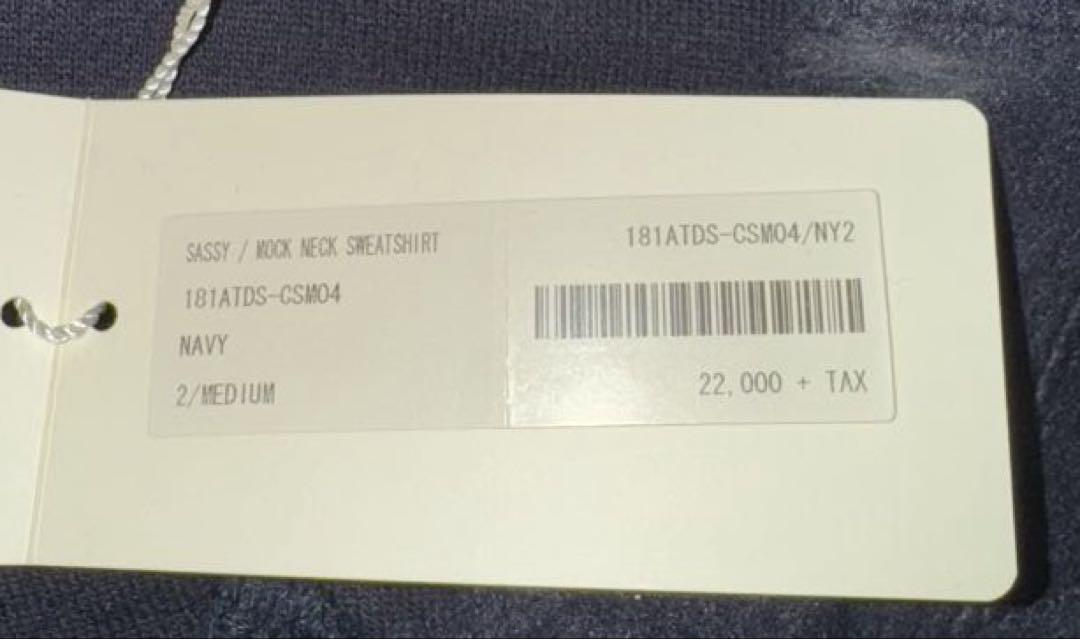 SASSY / MOCK NECK SWEATSHIRT
181ATDS-CSM04
NAVY
2/MEDIUM
181ATDS-CSM04/NY2
22,000 + TAX